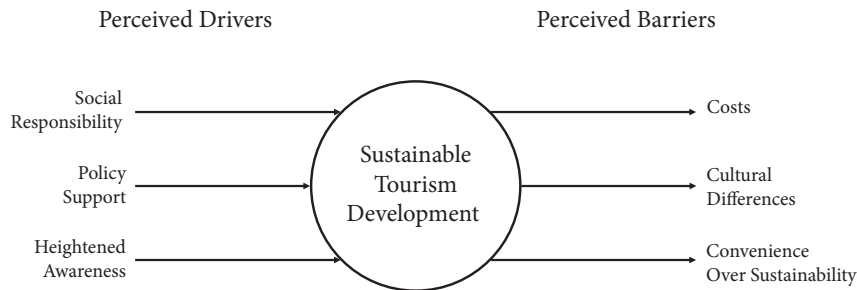 Perceived Drivers
Perceived Barriers
Social
Responsibility
Policy
Support
Heightened
Awareness
Sustainable
Tourism
Development
Costs
Cultural
Differences
Convenience
Over Sustainability